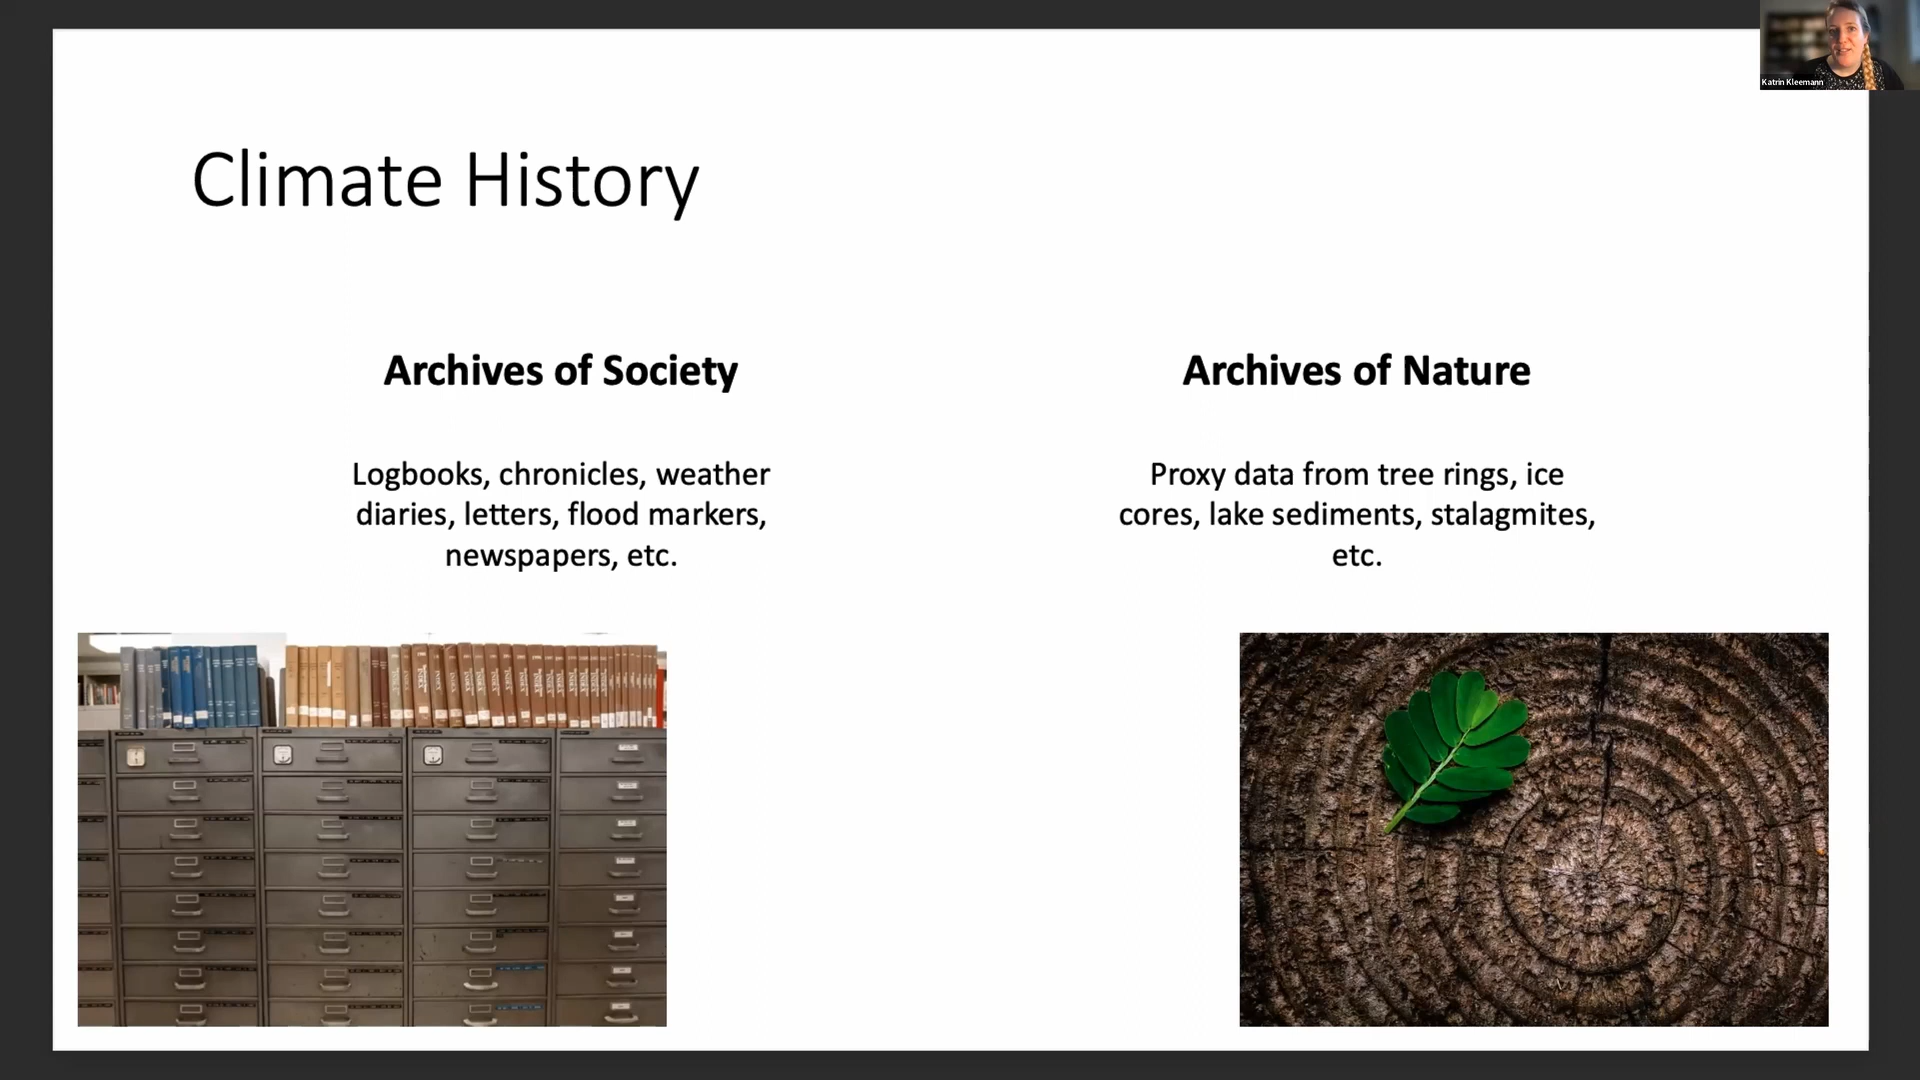 Katrin Kleemann
Climate History
Archives of Society
Logbooks, chronicles, weather
diaries, letters, flood markers,
newspapers, etc.
Archives of Nature
Proxy data from tree rings, ice
cores, lake sediments, stalagmites,
etc.